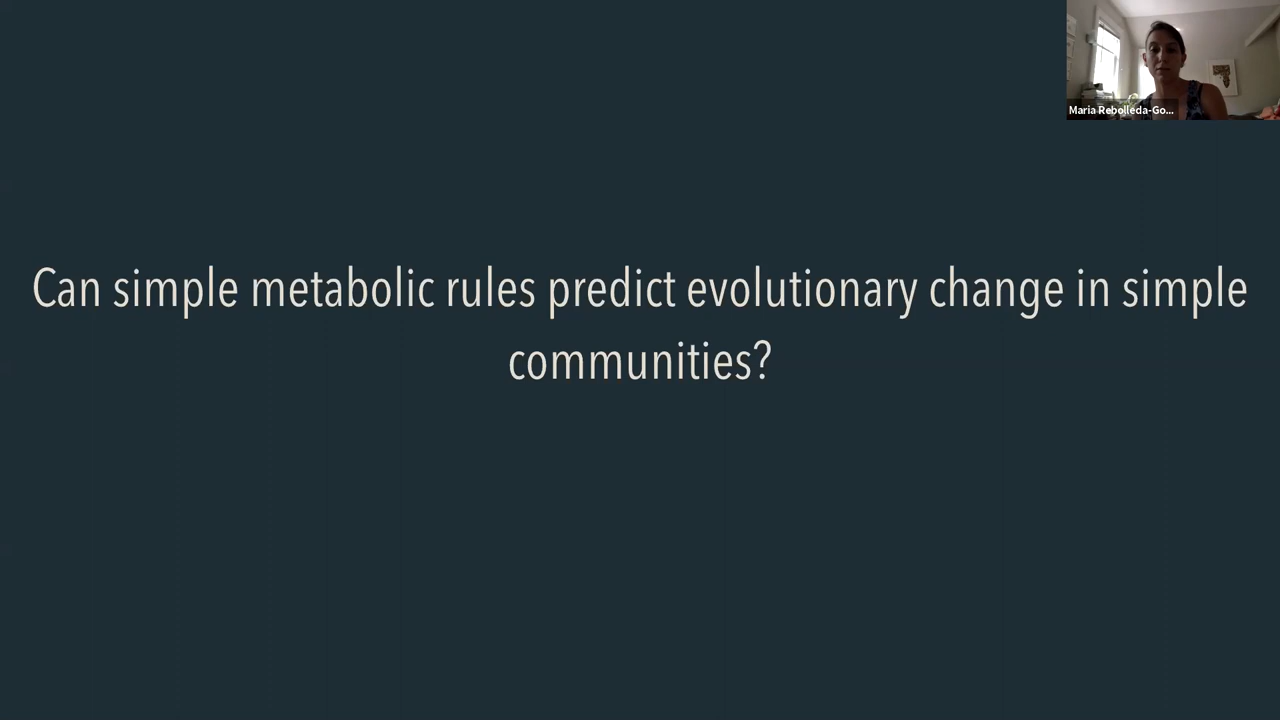 Maria Rebolleda-Go...
Can simple metabolic rules predict evolutionary change in simple
communities?